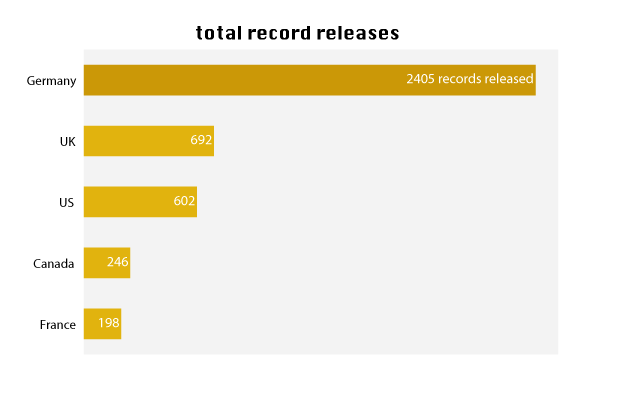 total record releases
Germany 2405 records released
UK 692
US 602
Canada 246
France 198